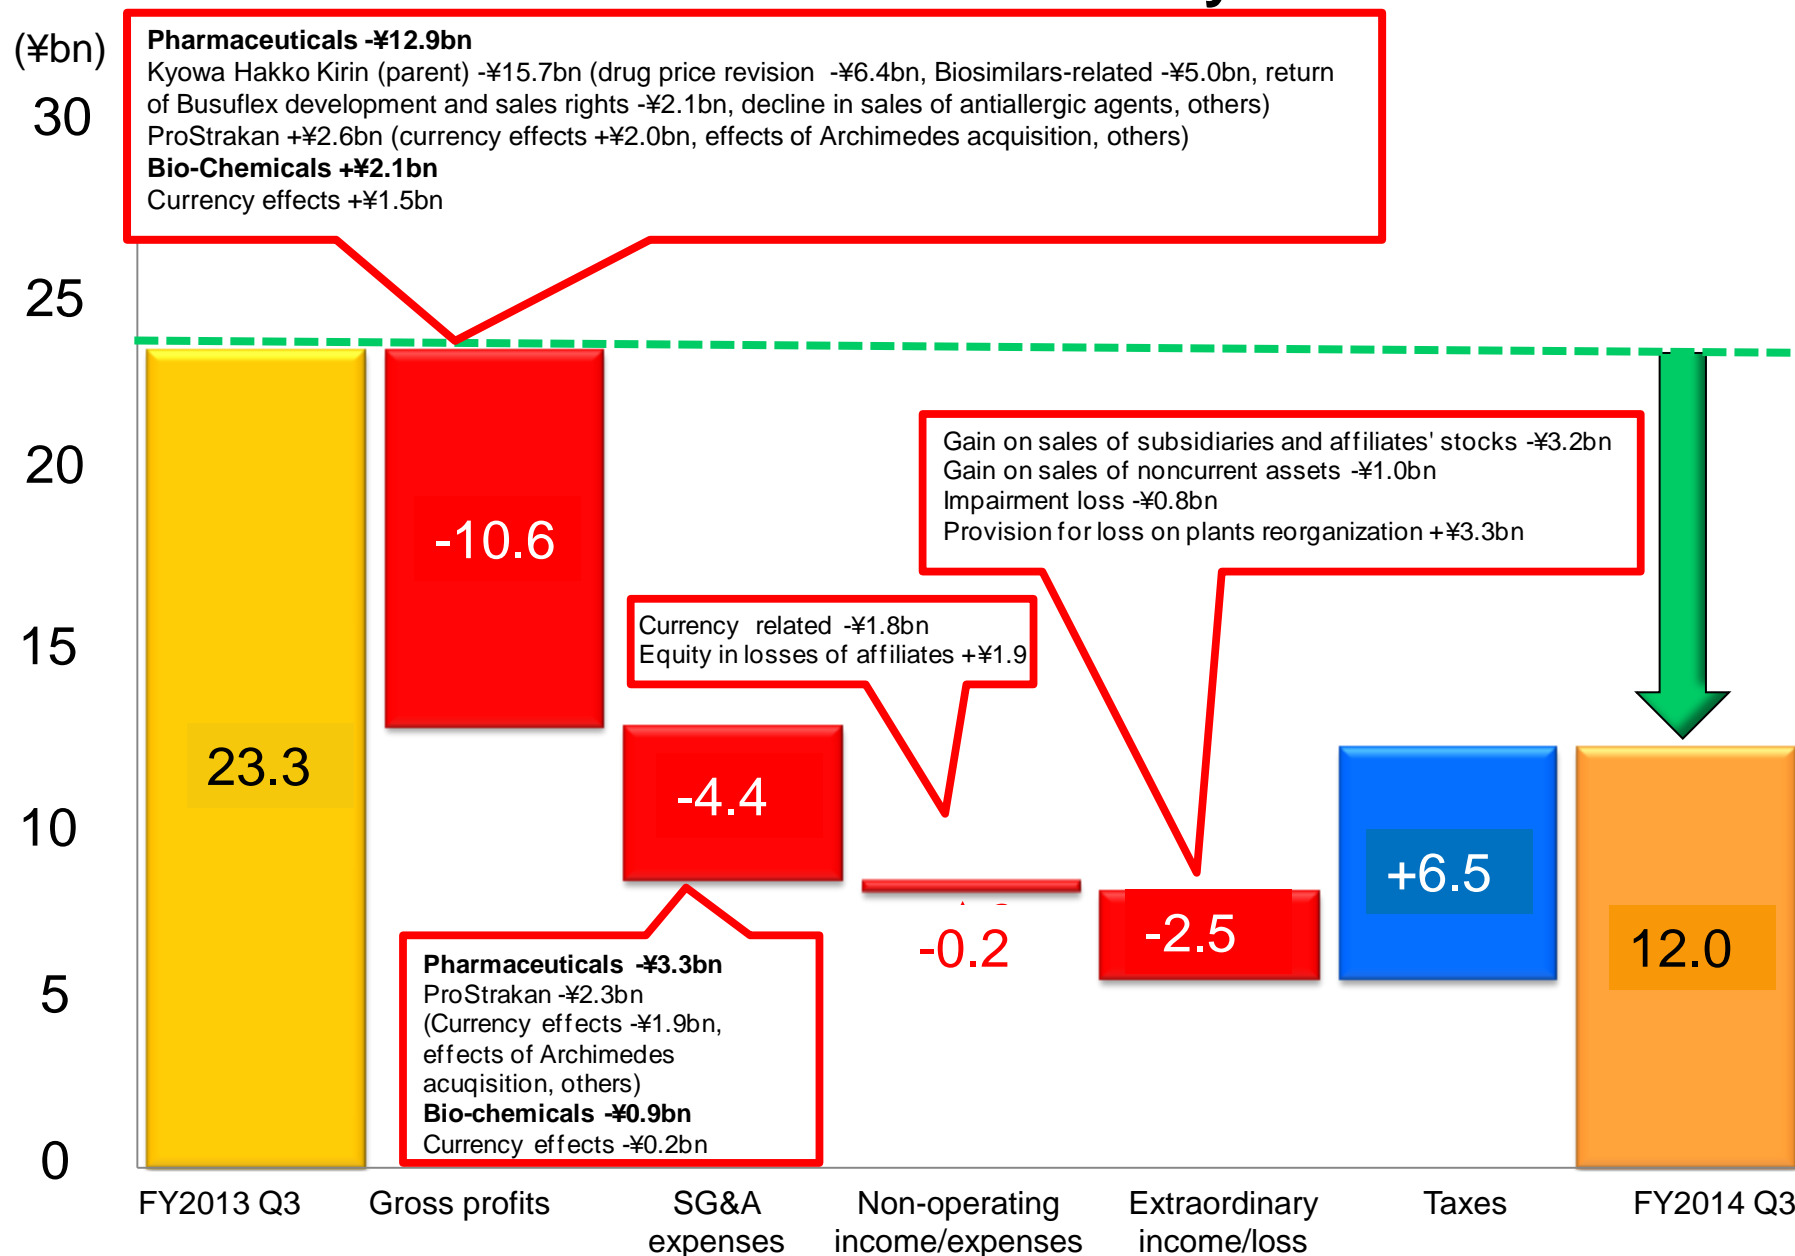 (¥bn)
Pharmaceuticals -¥12.9bn
Kyowa Hakko Kirin (parent) -¥15.7bn (drug price revision -¥6.4bn, Biosimilars-related -¥5.0bn, return
of Busuflex development and sales rights -¥2.1bn, decline in sales of antiallergic agents, others)
ProStrakan +¥2.6bn (currency effects +¥2.0bn, effects of Archimedes acquisition, others)
Bio-Chemicals +¥2.1bn
Currency effects +¥1.5bn
30
25
20
15
10
5
0
Gain on sales of subsidiaries and affiliates' stocks -¥3.2bn
Gain on sales of noncurrent assets -¥1.0bn
Impairment loss -¥0.8bn
Provision for loss on plants reorganization +¥3.3bn
Currency related -¥1.8bn
Equity in losses of affiliates +¥1.9
23.3
-10.6
-4.4
-0.2
-2.5
+6.5
12.0
Pharmaceuticals -¥3.3bn
ProStrakan -¥2.3bn
(Currency effects -¥1.9bn,
effects of Archimedes
acuqisition, others)
Bio-chemicals -¥0.9bn
Currency effects -¥0.2bn
FY2013 Q3
Gross profits
SG&A
expenses
Non-operating
income/expenses
Extraordinary
income/loss
Taxes
FY2014 Q3